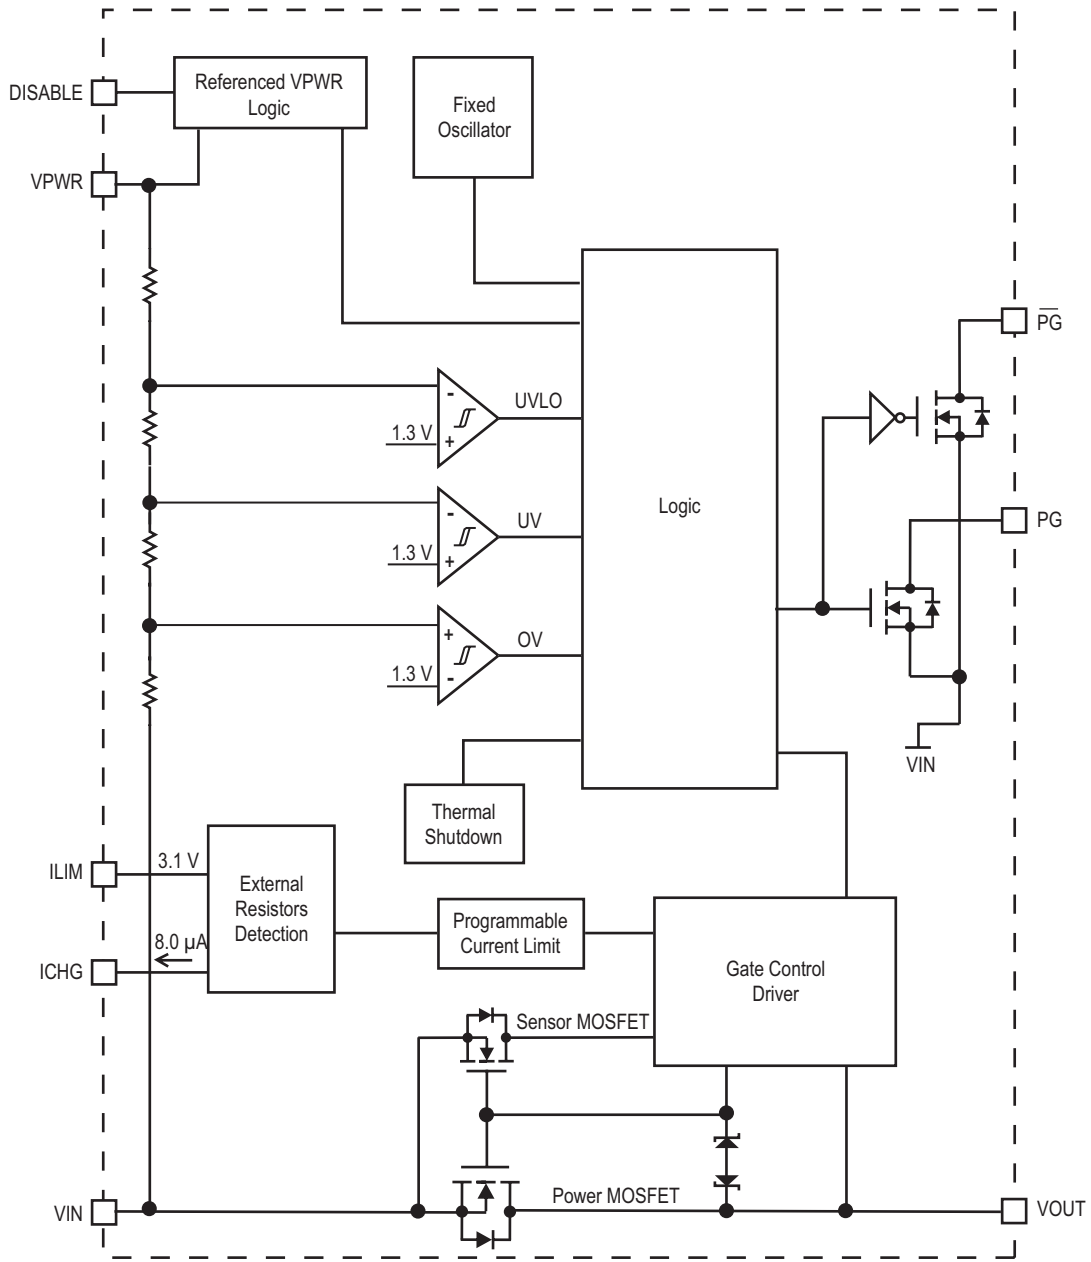 DISABLE
Referenced VPWR
Logic
Fixed
Oscillator
VPWR
PG
-
UVLO
1.3 V
+
Logic
-
UV
1.3 V
+
PG
+
OV
1.3 V
-
VIN
Thermal
Shutdown
ILIM
3.1 V
External
Resistors
Detection
Programmable
Current Limit
8.0 µA
ICHG
Gate Control
Driver
Sensor MOSFET
Power MOSFET
VIN
VOUT